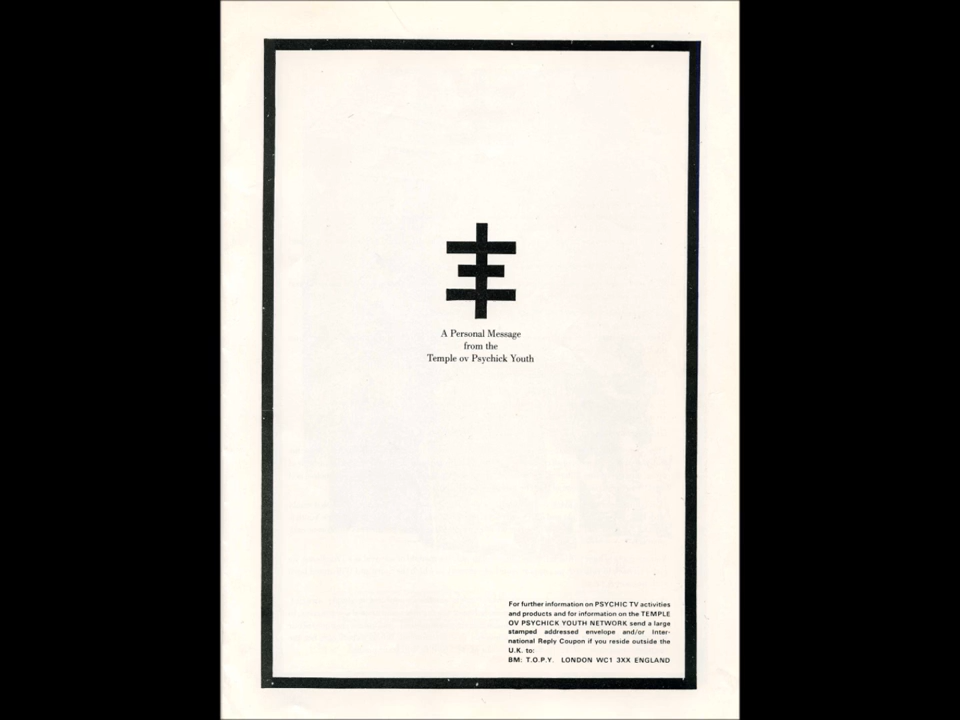 A Personal Message
from the
Temple ov Psychick Youth
For further information on PSYCHIC TV activities
and products and for information on the TEMPLE
OV PSYCHICK YOUTH NETWORK send a large
stamped addressed envelope and/or Inter-
national Reply Coupon if you reside outside the
U.K. to:
BM: T.O.P.Y. LONDON WC1 3XX ENGLAND